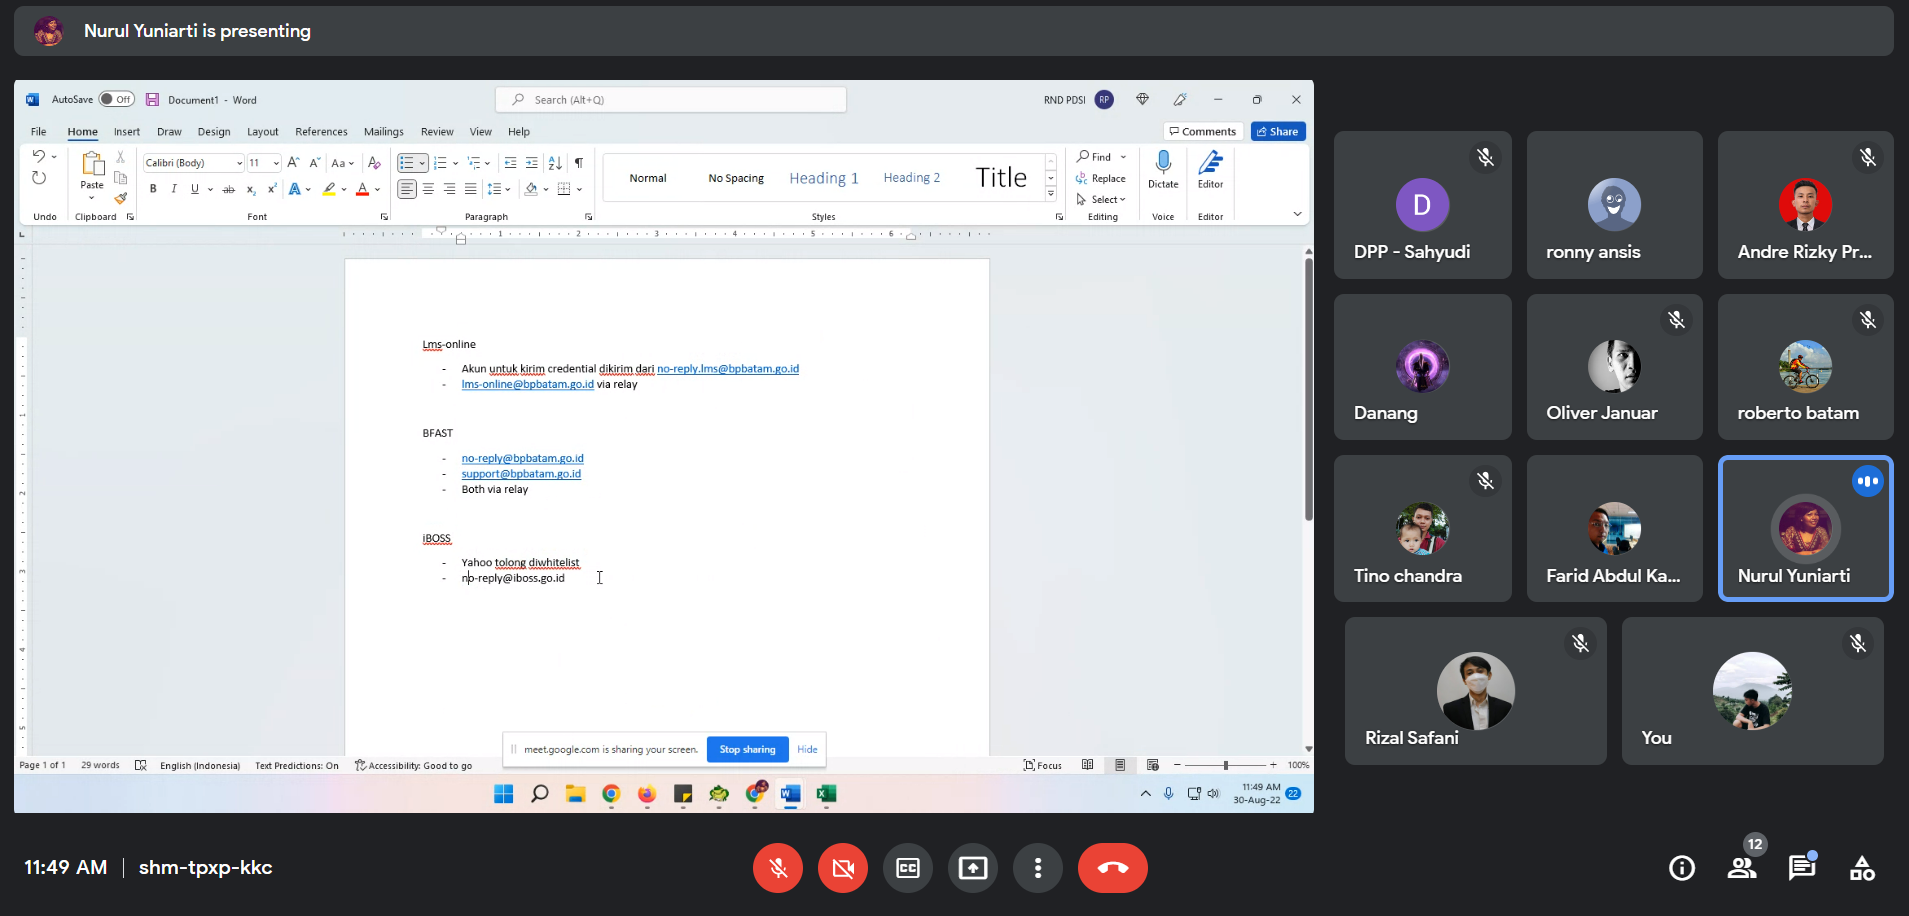 Nurul Yuniarti is presenting
AutoSave Off Document1 - Word
Search (Alt+Q)
RND PDSI RP
File Home Insert Draw Design Layout References Mailings Review View Help
Comments Share
Calibri (Body) 11
Paste
Normal No Spacing Heading 1 Heading 2 Title
Find
Replace
Select
Dictate Editor
Undo Clipboard Font Paragraph Styles Editing Voice Editor
Lms-online
- Akun untuk kirim credential dikirim dari no-reply.lms@bpbatam.go.id
- lms-online@bpbatam.go.id via relay
BFAST
- no-reply@bpbatam.go.id
- support@bpbatam.go.id
- Both via relay
iBOSS
- Yahoo tolong diwhitelist
- no-reply@iboss.go.id
meet.google.com is sharing your screen. Stop sharing Hide
Page 1 of 1 29 words English (Indonesia) Text Predictions: On Accessibility: Good to go
Focus 100%
11:49 AM
30-Aug-22 22
D
DPP - Sahyudi
ronny ansis
Andre Rizky Pr...
Danang
Oliver Januar
roberto batam
Tino chandra
Farid Abdul Ka...
Nurul Yuniarti
Rizal Safani
You
11:49 AM | shm-tpxp-kkc
12